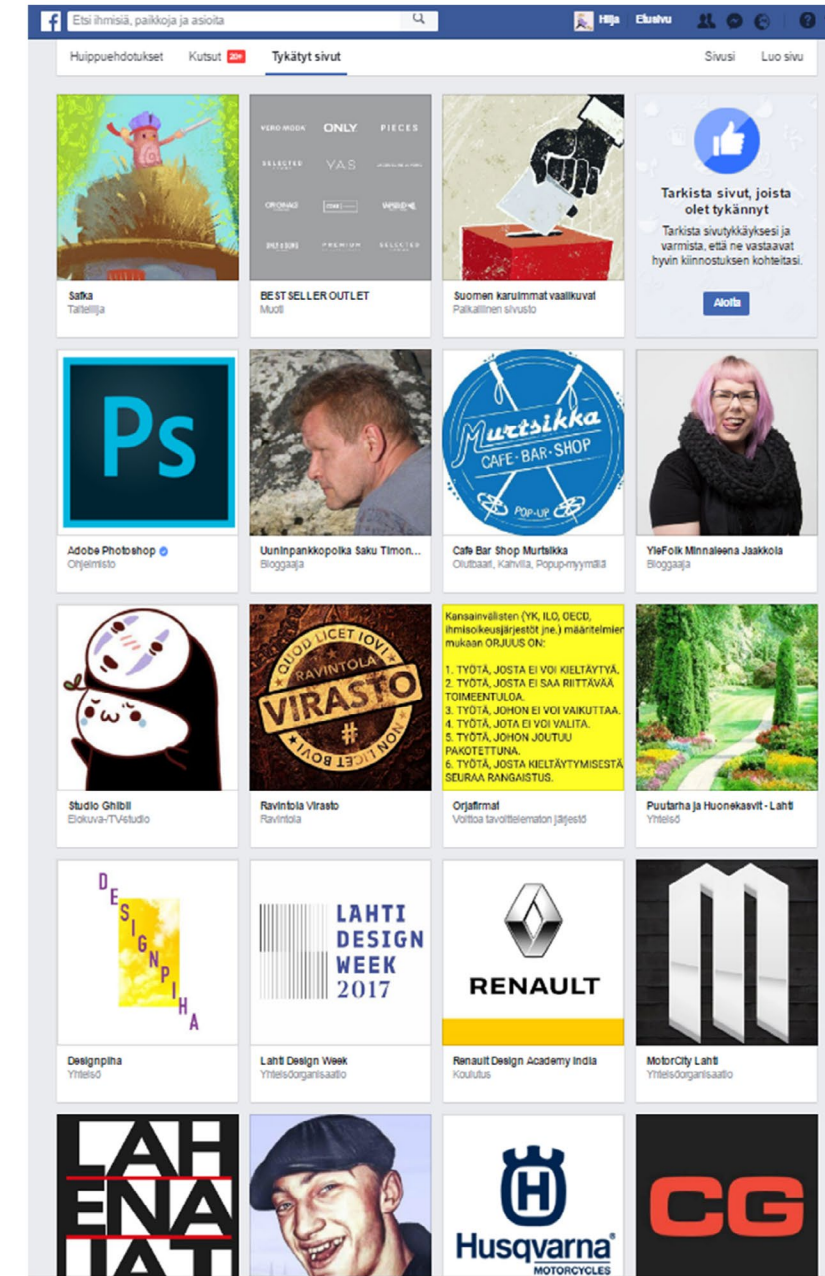 f Etsi ihmisiä, paikkoja ja asioita Hilja Etusivu
Huippuehdotukset Kutsut 20+ Tykätyt sivut Sivusi Luo sivu
VERO MODA ONLY PIECES
SELECTED Y.A.S
PREMIUM SELECTED
Tarkista sivut, joista
olet tykännyt
Tarkista sivutykkäyksesi ja
varmista, että ne vastaavat
hyvin kiinnostuksen kohteitasi.
Aloita
Safka
Taiteilija
BESTSELLER OUTLET
Muoti
Suomen karuimmat vaalikuvat
Paikallinen sivusto
Ps
Murtsikka
CAFE·BAR·SHOP
POP-UP
Adobe Photoshop
Ohjelmisto
Uuninpankkopoika Saku Timon...
Bloggaaja
Cafe Bar Shop Murtsikka
Olutbaari, Kahvila, Popup-myymälä
YleFolk Minnaleena Jaakkola
Bloggaaja
QUOD LICET IOVI
RAVINTOLA
VIRASTO
#
NON LICET BOVI
Kansainvälisten (YK, ILO, OECD,
ihmisoikeusjärjestöt jne.) määritelmien
mukaan ORJUUS ON:
1. TYÖTÄ, JOSTA EI VOI KIELTÄYTYÄ.
2. TYÖTÄ, JOSTA EI SAA RIITTÄVÄÄ
TOIMEENTULOA.
3. TYÖTÄ, JOHON EI VOI VAIKUTTAA.
4. TYÖTÄ, JOTA EI VOI VALITA.
5. TYÖTÄ, JOHON JOUTUU
PAKOTETTUNA.
6. TYÖTÄ, JOSTA KIELTÄYTYMISESTÄ
SEURAA RANGAISTUS.
Studio Ghibli
Elokuva-/TV-studio
Ravintola Virasto
Ravintola
Orjafirmat
Voittoa tavoittelematon järjestö
Puutarha ja Huonekasvit - Lahti
Yhteisö
DESIGNPIHA
LAHTI
DESIGN
WEEK
2017
RENAULT
Designpiha
Yhteisö
Lahti Design Week
Yhteisöorganisaatio
Renault Design Academy India
Koulutus
MotorCity Lahti
Yhteisöorganisaatio
LAH
ENA
JAT
H
Husqvarna
MOTORCYCLES
CG